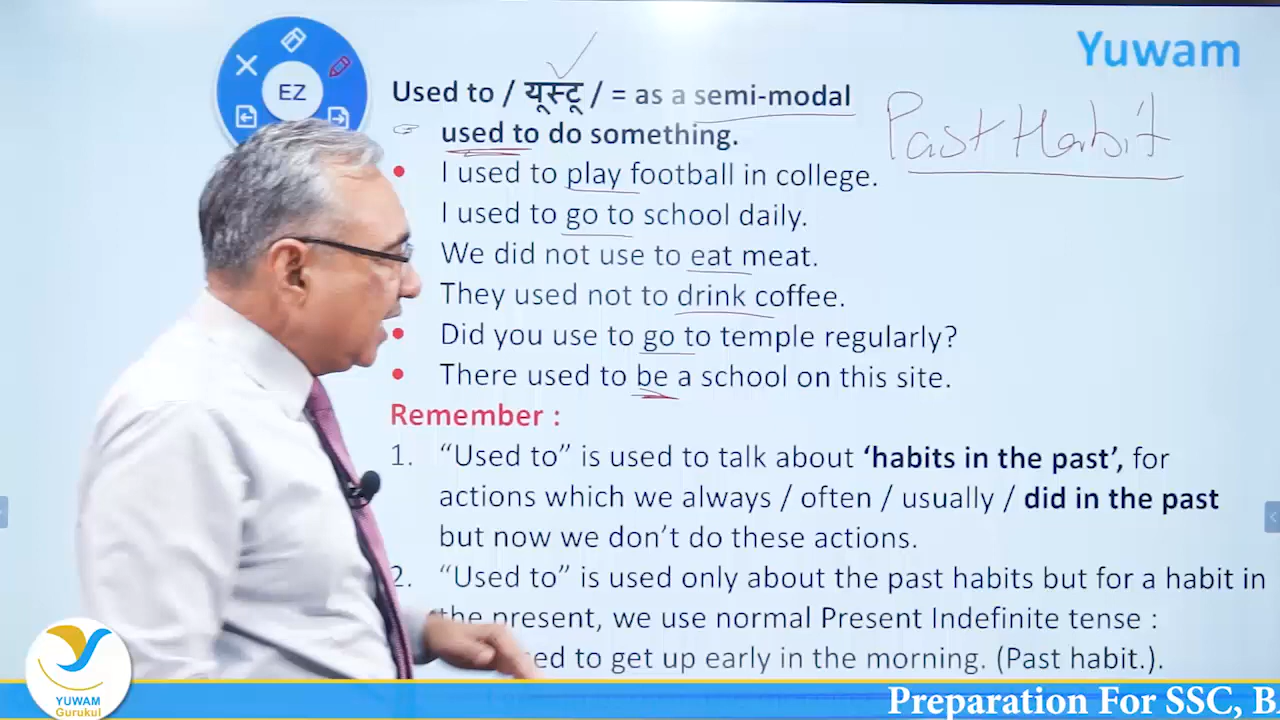 Yuwam
EZ
Used to / यूस्टू / = as a semi-modal
Past Habit
used to do something.
I used to play football in college.
I used to go to school daily.
We did not use to eat meat.
They used not to drink coffee.
Did you use to go to temple regularly?
There used to be a school on this site.
Remember :
1. “Used to” is used to talk about ‘habits in the past’, for
actions which we always / often / usually / did in the past
but now we don’t do these actions.
2. “Used to” is used only about the past habits but for a habit in
the present, we use normal Present Indefinite tense :
to get up early in the morning. (Past habit.).
YUWAM
Gurukul
Preparation For SSC,